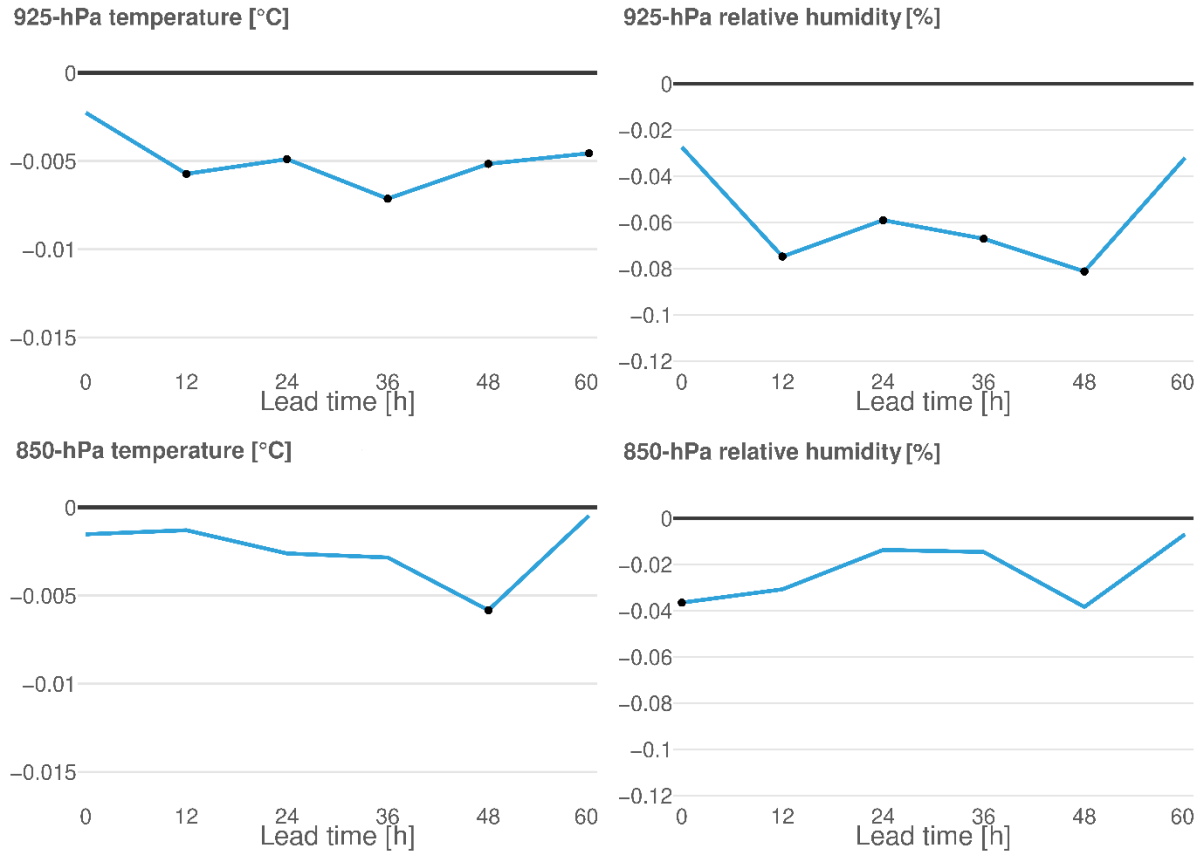 925-hPa temperature [°C]
0
−0.005
−0.01
−0.015
0 12 24 36 48 60
Lead time [h]
925-hPa relative humidity [%]
0
−0.02
−0.04
−0.06
−0.08
−0.1
−0.12
0 12 24 36 48 60
Lead time [h]
850-hPa temperature [°C]
0
−0.005
−0.01
−0.015
0 12 24 36 48 60
Lead time [h]
850-hPa relative humidity [%]
0
−0.02
−0.04
−0.06
−0.08
−0.1
−0.12
0 12 24 36 48 60
Lead time [h]